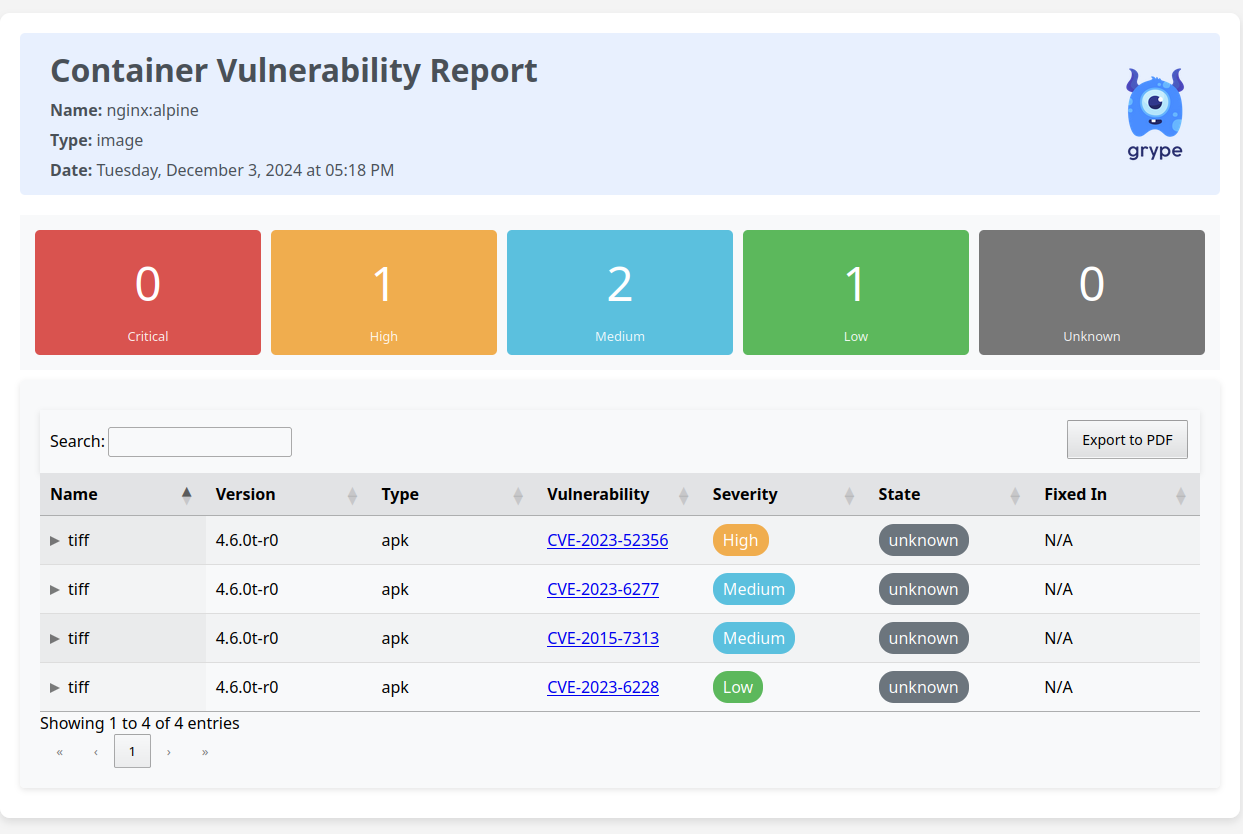 Container Vulnerability Report
Name: nginx:alpine
Type: image
Date: Tuesday, December 3, 2024 at 05:18 PM
grype
0 1 2 1 0
Critical High Medium Low Unknown
Search: Export to PDF
Name Version Type Vulnerability Severity State Fixed In
tiff 4.6.0t-r0 apk CVE-2023-52356 High unknown N/A
tiff 4.6.0t-r0 apk CVE-2023-6277 Medium unknown N/A
tiff 4.6.0t-r0 apk CVE-2015-7313 Medium unknown N/A
tiff 4.6.0t-r0 apk CVE-2023-6228 Low unknown N/A
Showing 1 to 4 of 4 entries
« ‹ 1 › »